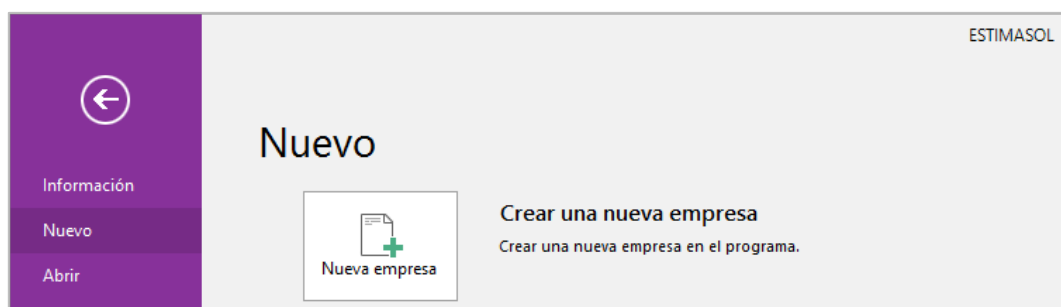 ESTIMASOL
Nuevo
Información
Nuevo
Abrir
Nueva empresa
Crear una nueva empresa
Crear una nueva empresa en el programa.